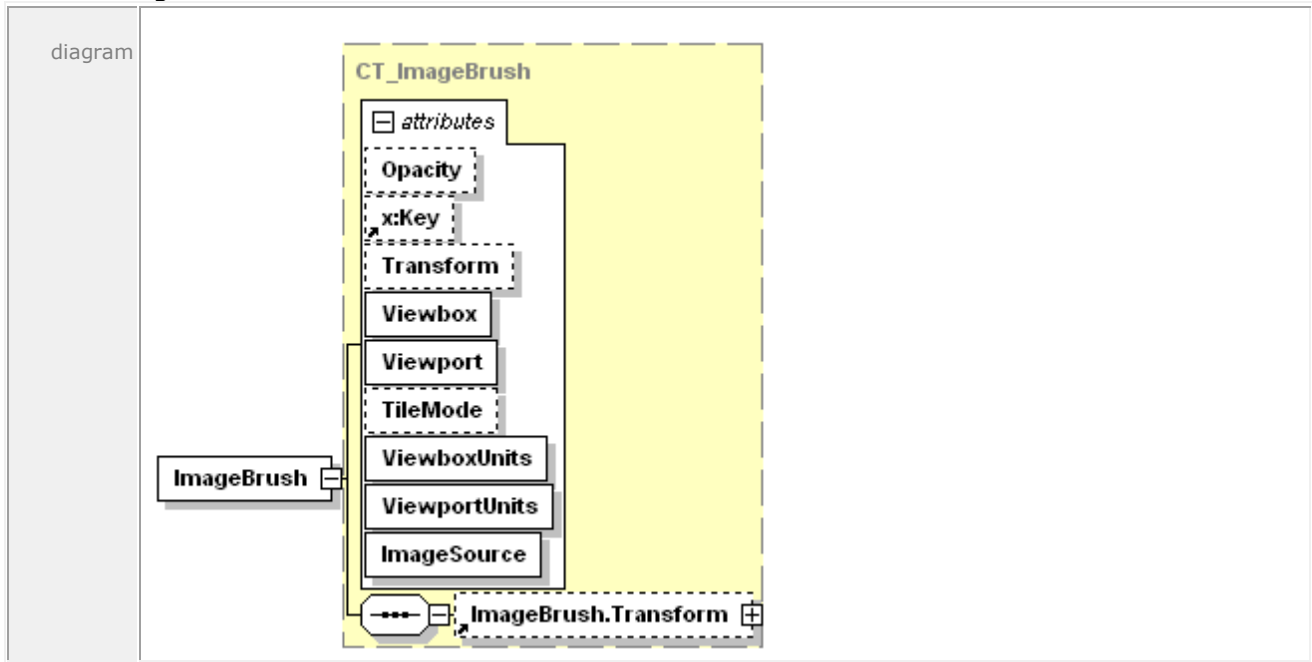 diagram
CT_ImageBrush
attributes
Opacity
x:Key
Transform
Viewbox
Viewport
TileMode
ViewboxUnits
ImageBrush
ViewportUnits
ImageSource
ImageBrush.Transform